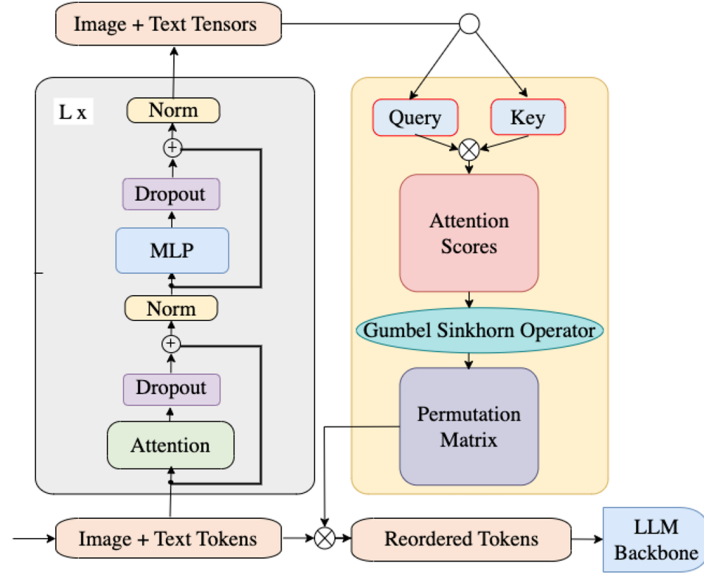 Image + Text Tensors
L x
Norm
Dropout
MLP
Norm
Dropout
Attention
Image + Text Tokens
Query
Key
Attention
Scores
Gumbel Sinkhorn Operator
Permutation
Matrix
Reordered Tokens
LLM
Backbone